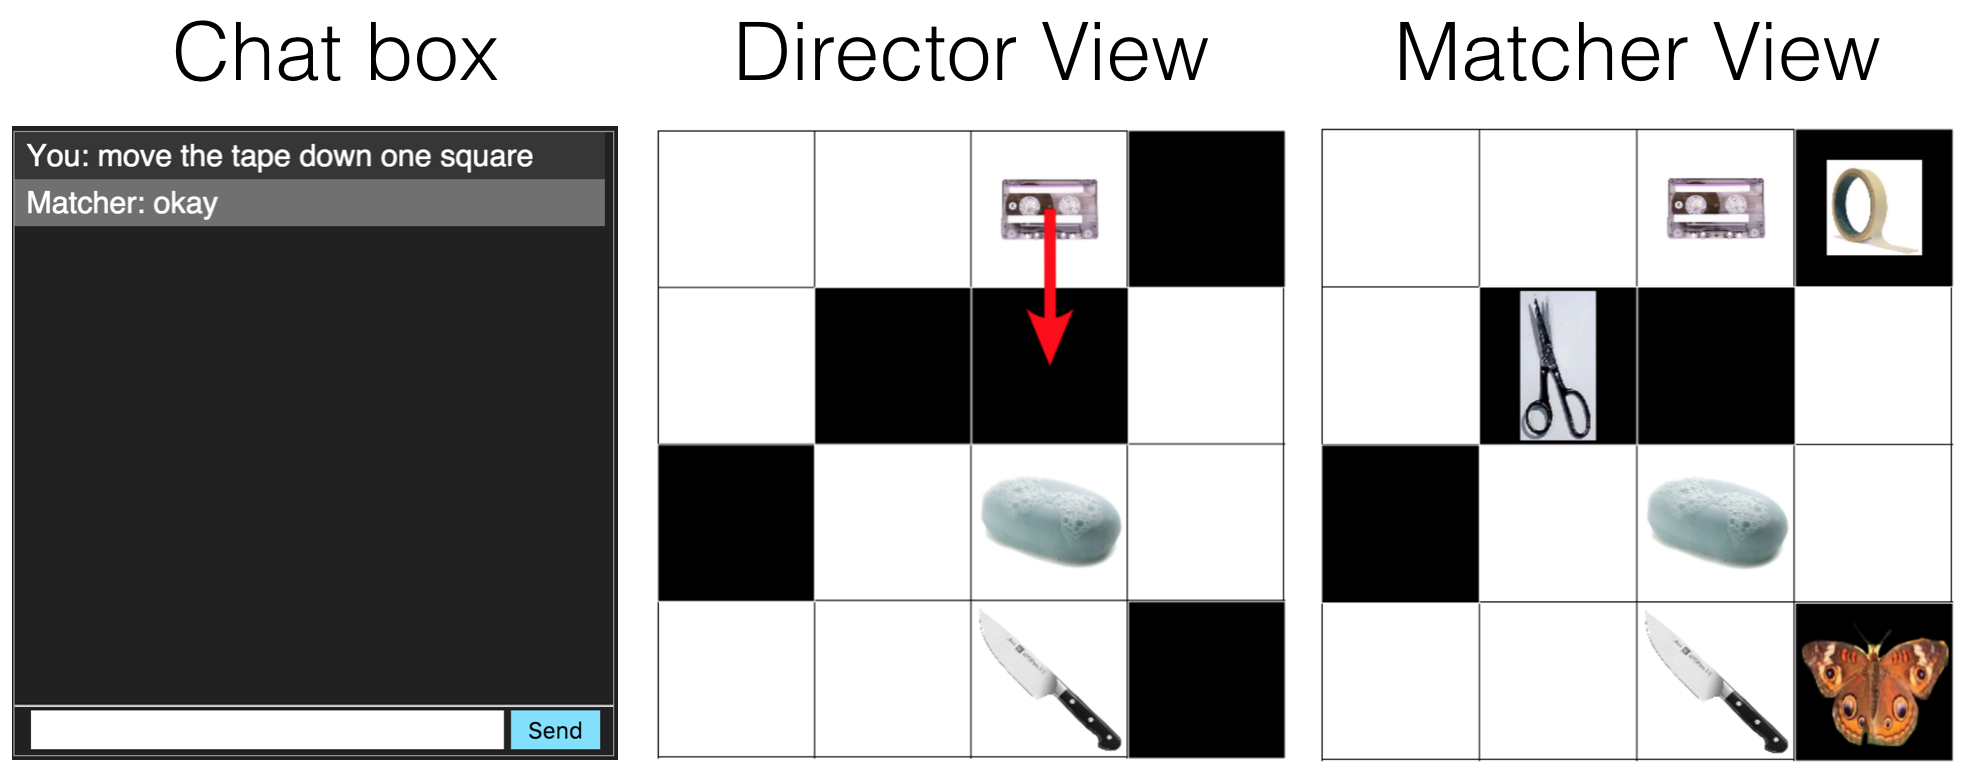 Chat box
Director View
Matcher View
You: move the tape down one square
Matcher: okay
Send